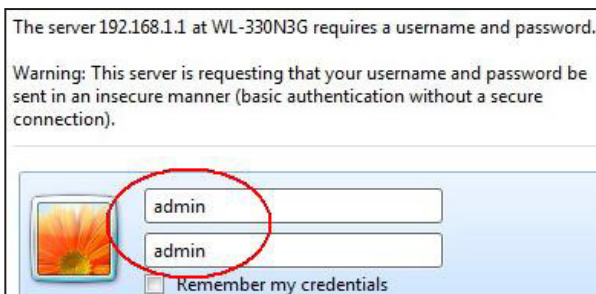 The server 192.168.1.1 at WL-330N3G requires a username and password.
Warning: This server is requesting that your username and password be
sent in an insecure manner (basic authentication without a secure
connection).
admin
admin
Remember my credentials